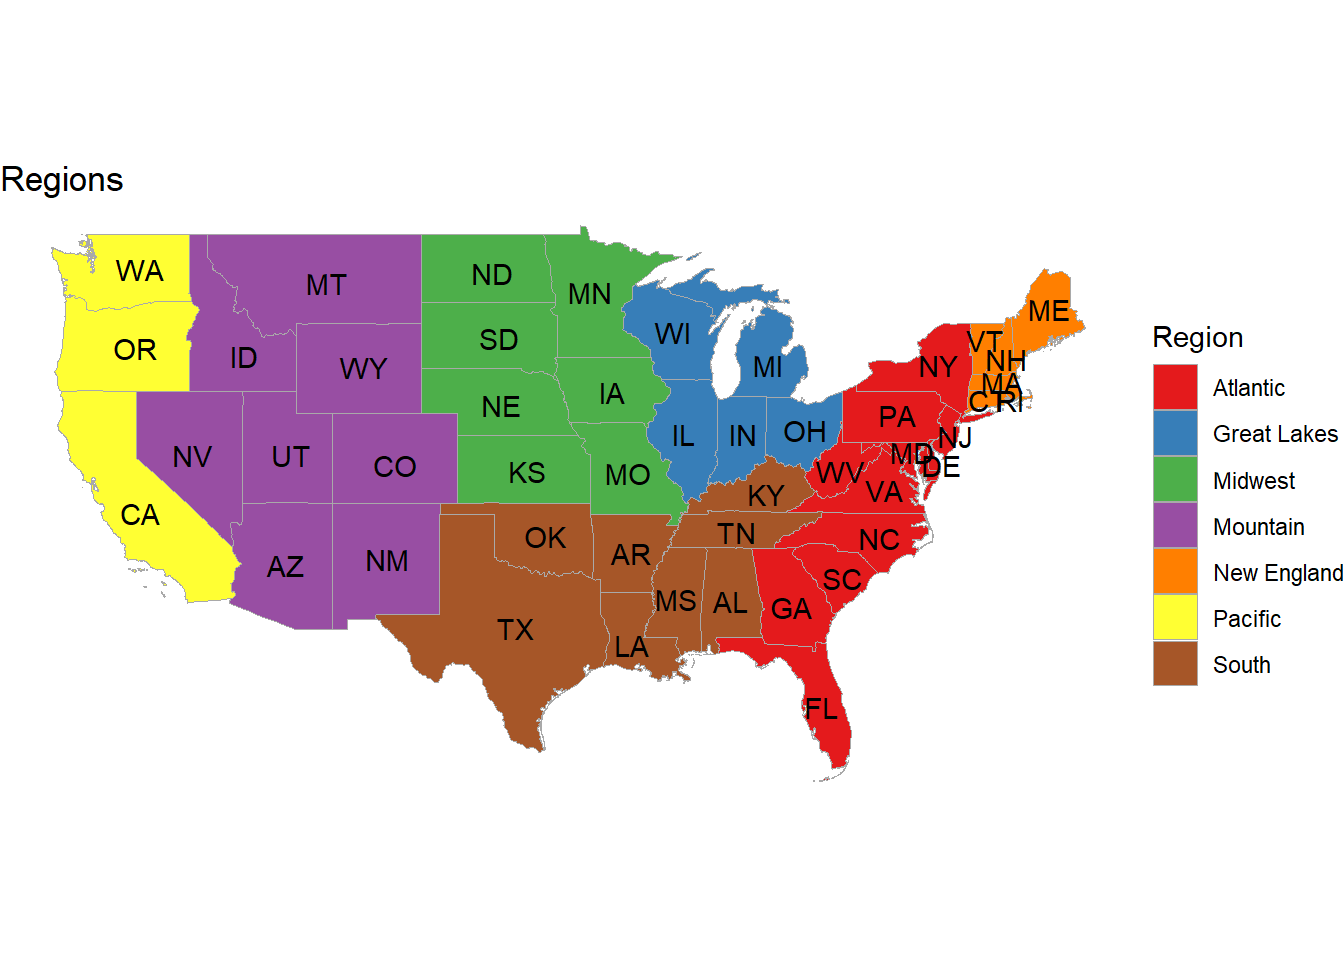 Regions
WA
MT
ND
MN
ME
OR
ID
WY
SD
WI
MI
NY
VT
NH
MA
CT
RI
NE
IA
PA
NJ
NV
UT
CO
KS
MO
IL
IN
OH
MD
DE
WV
VA
KY
CA
AZ
NM
OK
AR
TN
NC
SC
TX
LA
MS
AL
GA
FL
Region
Atlantic
Great Lakes
Midwest
Mountain
New England
Pacific
South